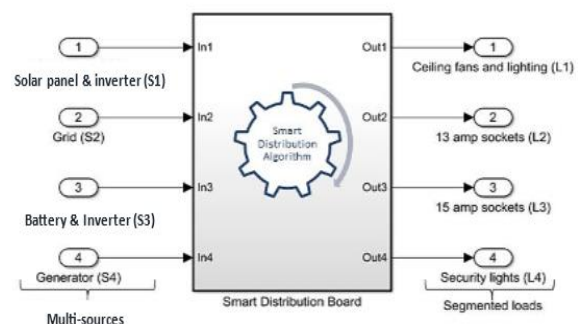 1
In1
Out1
1
Solar panel & inverter (S1)
Ceiling fans and lighting (L1)
2
In2
Out2
2
Grid (S2)
Smart
Distribution
Algorithm
13 amp sockets (L2)
3
In3
Out3
3
Battery & Inverter (S3)
15 amp sockets (L3)
4
In4
Out4
4
Generator (S4)
Security lights (L4)
Smart Distribution Board
Segmented loads
Multi-sources